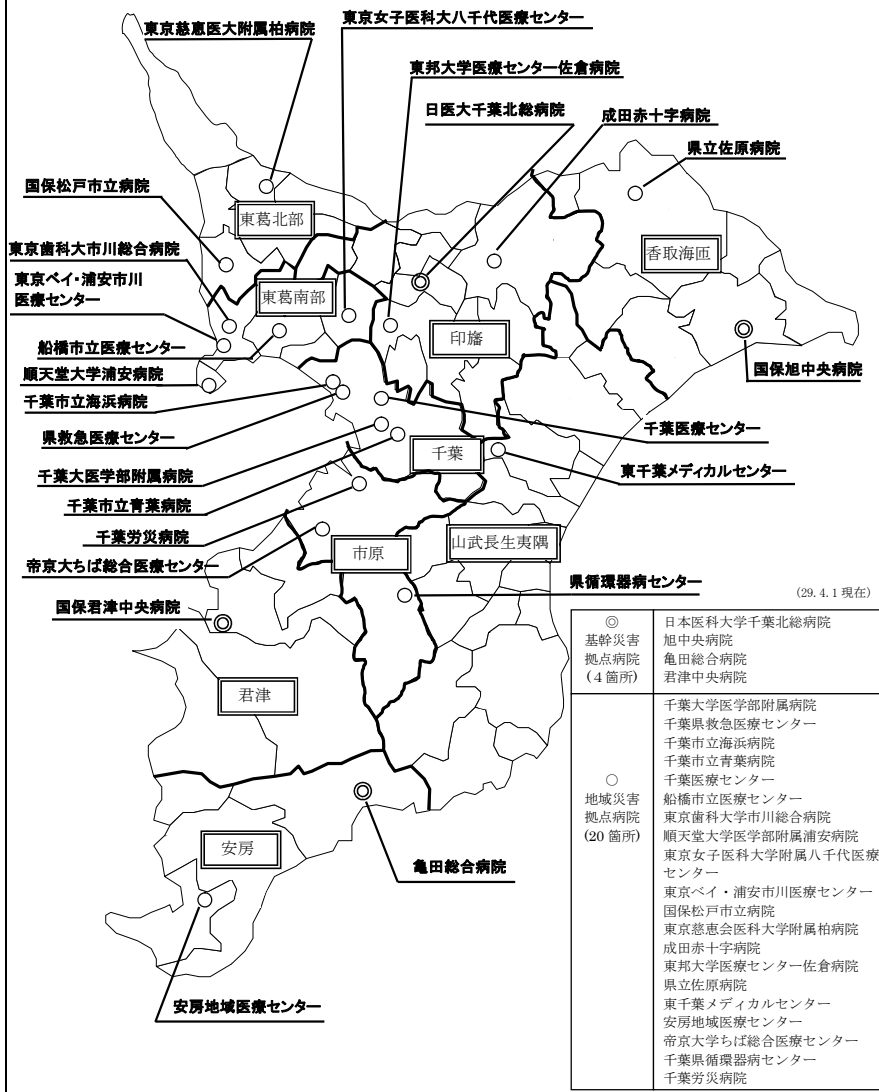 東京慈恵医大附属柏病院
東京女子医科大八千代医療センター
東邦大学医療センター佐倉病院
日医大千葉北総病院
成田赤十字病院
県立佐原病院
国保松戸市立病院
東葛北部
香取海匝
東京歯科大市川総合病院
東京ベイ・浦安市川
医療センター
東葛南部
印旛
船橋市立医療センター
国保旭中央病院
順天堂大学浦安病院
千葉市立海浜病院
県救急医療センター
千葉医療センター
千葉
千葉大医学部附属病院
東千葉メディカルセンター
千葉市立青葉病院
千葉労災病院
市原
山武長生夷隅
帝京大ちば総合医療センター
県循環器病センター
国保君津中央病院
君津
安房
亀田総合病院
安房地域医療センター
(29.4.1 現在)
◎
基幹災害
拠点病院
(4 箇所)
日本医科大学千葉北総病院
旭中央病院
亀田総合病院
君津中央病院
○
地域災害
拠点病院
(20 箇所)
千葉大学医学部附属病院
千葉県救急医療センター
千葉市立海浜病院
千葉市立青葉病院
千葉医療センター
船橋市立医療センター
東京歯科大学市川総合病院
順天堂大学医学部附属浦安病院
東京女子医科大学附属八千代医療
センター
東京ベイ・浦安市川医療センター
国保松戸市立病院
東京慈恵会医科大学附属柏病院
成田赤十字病院
東邦大学医療センター佐倉病院
県立佐原病院
東千葉メディカルセンター
安房地域医療センター
帝京大学ちば総合医療センター
千葉県循環器病センター
千葉労災病院